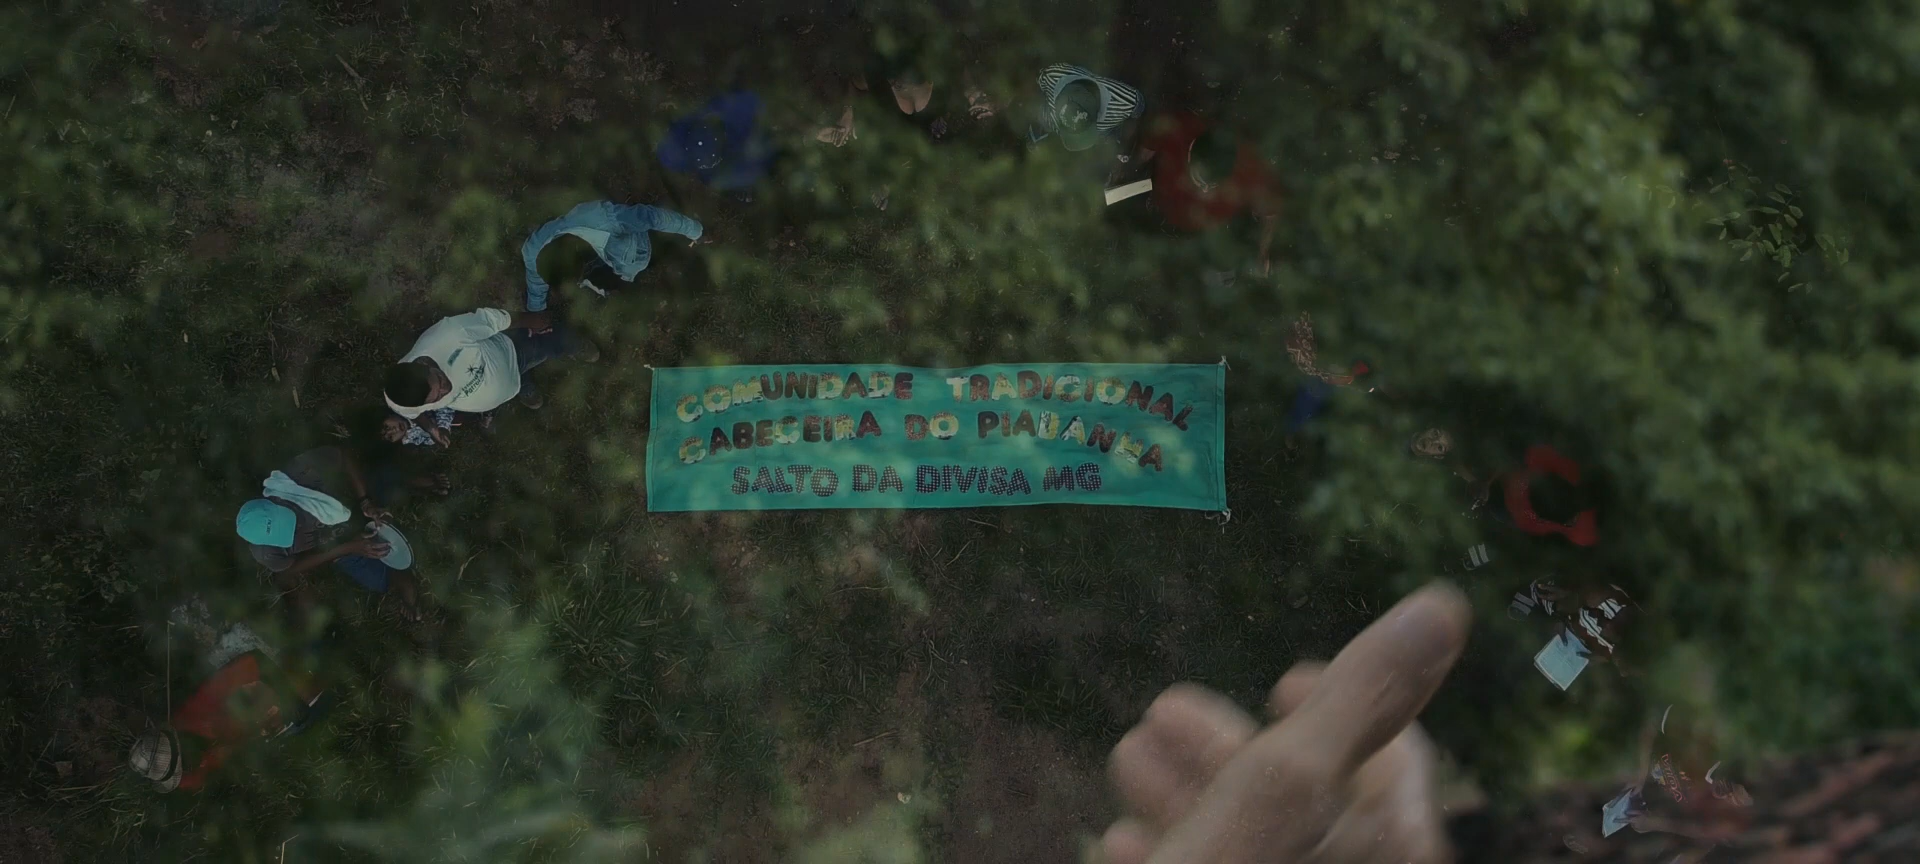 COMUNIDADE TRADICIONAL
CABECEIRA DO PIABANHA
SALTO DA DIVISA MG